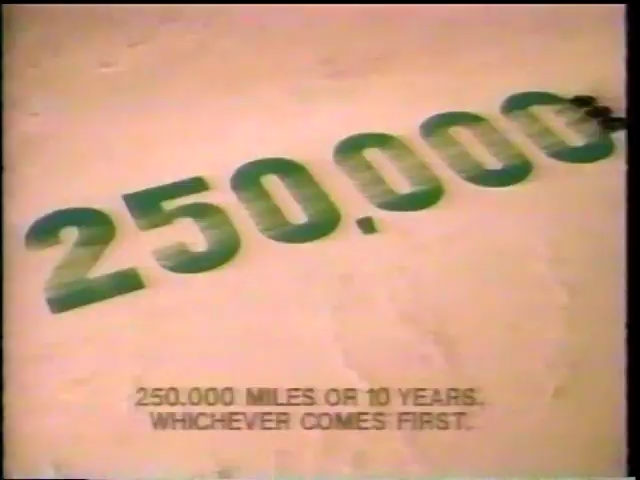 250,000
250,000 MILES OR 10 YEARS.
WHICHEVER COMES FIRST.